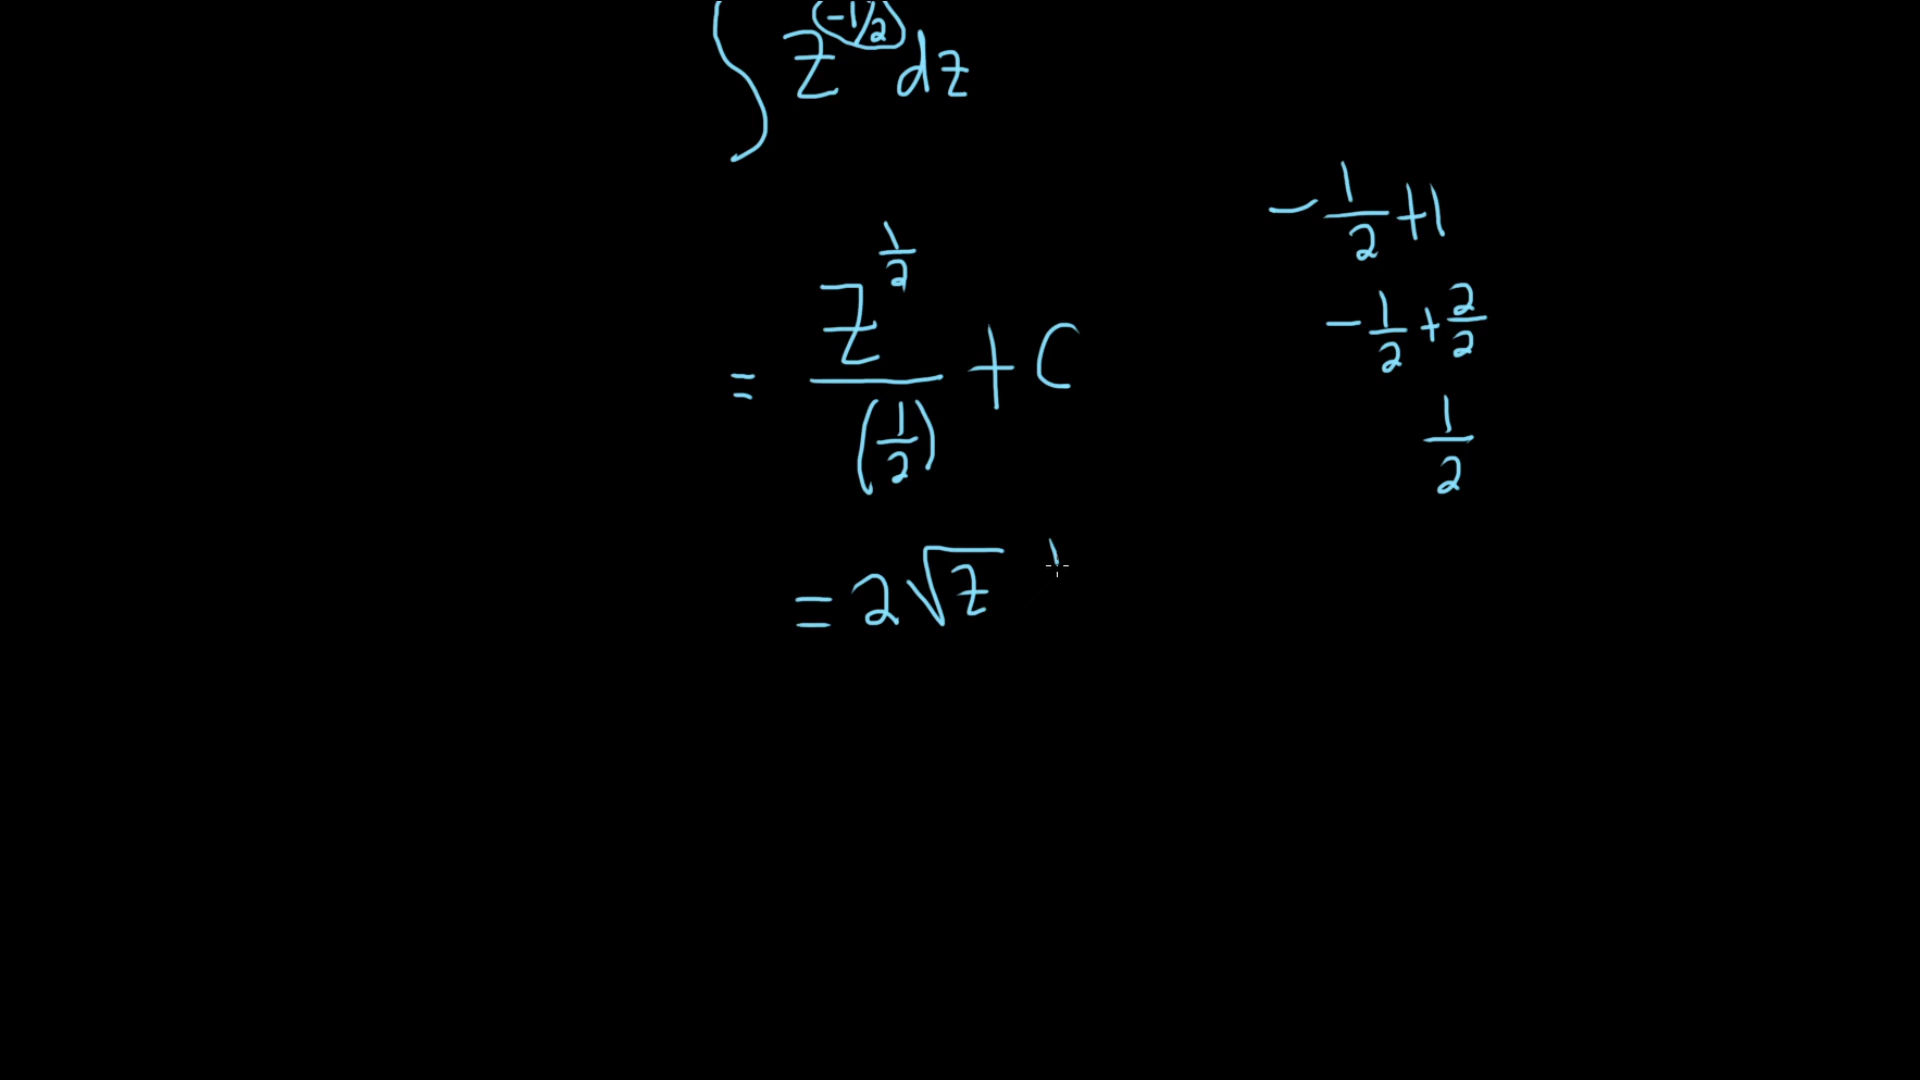 ∫ z^(-1/2) dz
= z^(1/2) / (1/2) + C
= 2√z
- 1/2 + 1
- 1/2 + 2/2
1/2